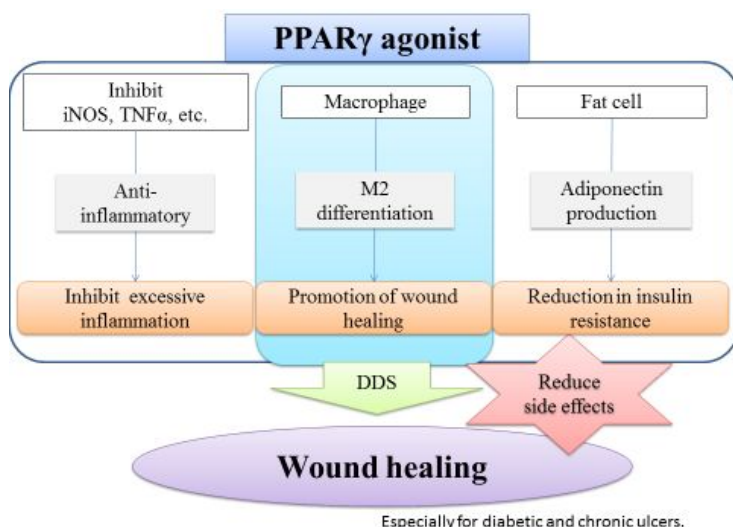 PPARγ agonist
Inhibit
iNOS, TNFα, etc.
Anti-
inflammatory
Inhibit excessive
inflammation
Macrophage
M2
differentiation
Promotion of wound
healing
Fat cell
Adiponectin
production
Reduction in insulin
resistance
DDS
Reduce
side effects
Wound healing
Especially for diabetic and chronic ulcers.